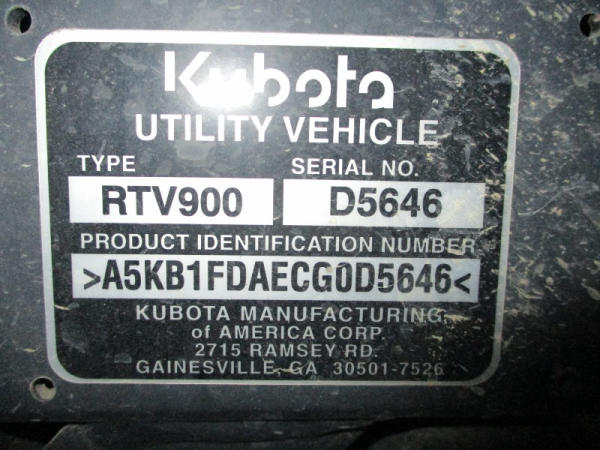 Kubota
UTILITY VEHICLE
TYPE SERIAL NO.
RTV900 D5646
PRODUCT IDENTIFICATION NUMBER
>A5KB1FDAECG0D5646<
KUBOTA MANUFACTURING
of AMERICA CORP.
2715 RAMSEY RD.
GAINESVILLE, GA 30501-7526